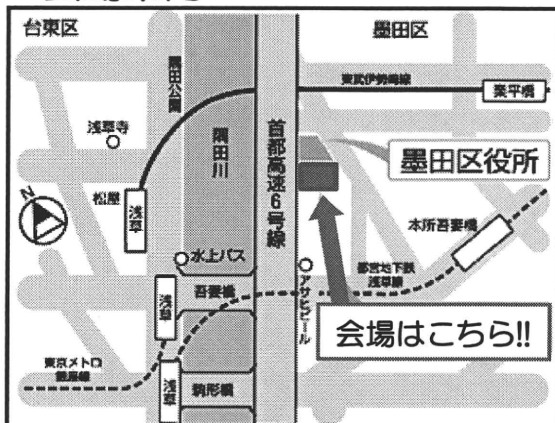 台東区
墨田区
隅田公園
東武伊勢崎線
業平橋
浅草寺
隅田川
首都高速6号線
墨田区役所
松屋
浅草
N
本所吾妻橋
水上バス
都営地下鉄
浅草線
アサヒビール
吾妻橋
浅草
会場はこちら!!
東京メトロ
銀座線
浅草
駒形橋